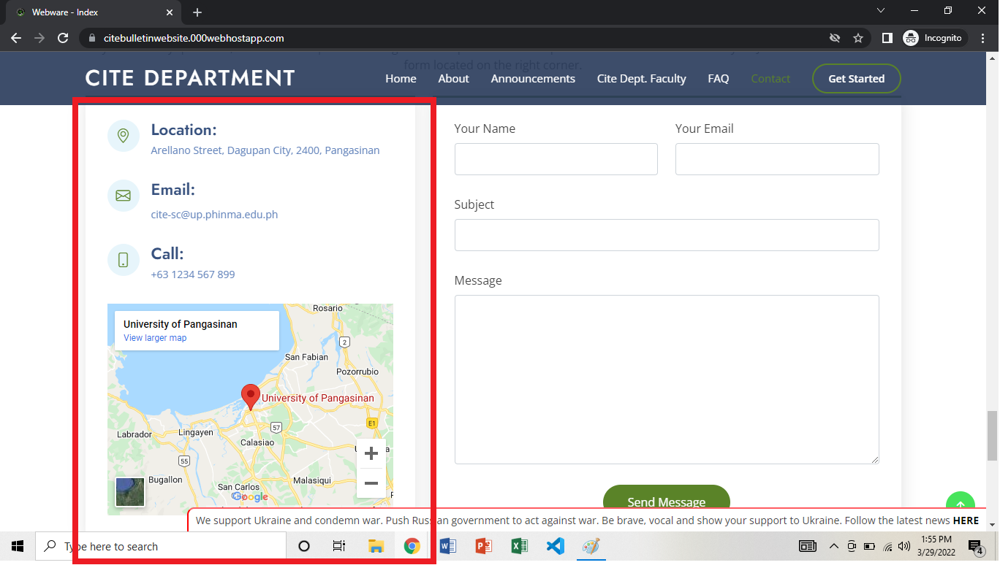 Webware - Index
citebulletinwebsite.000webhostapp.com
Incognito
form located on the right corner.
CITE DEPARTMENT
Home
About
Announcements
Cite Dept. Faculty
FAQ
Contact
Get Started
Location:
Arellano Street, Dagupan City, 2400, Pangasinan
Email:
cite-sc@up.phinma.edu.ph
Call:
+63 1234 567 899
University of Pangasinan
View larger map
Rosario
2
San Fabian
Pozorrubio
University of Pangasinan
E1
57
Labrador
Lingayen
Calasiao
55
Bugallon
San Carlos
Malasiqui
Google
Your Name
Your Email
Subject
Message
Send Message
We support Ukraine and condemn war. Push Russian government to act against war. Be brave, vocal and show your support to Ukraine. Follow the latest news HERE
Type here to search
1:55 PM
3/29/2022
4